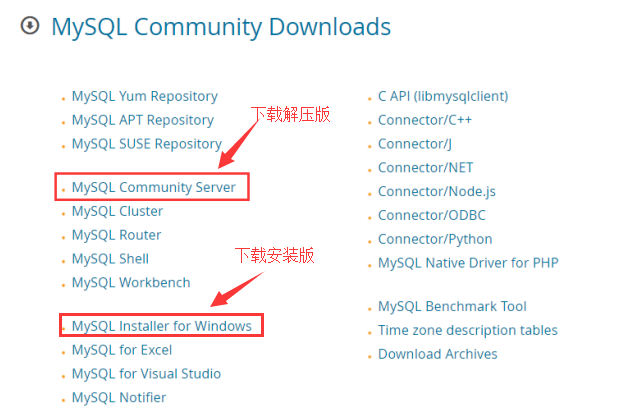 MySQL Community Downloads
MySQL Yum Repository
MySQL APT Repository
MySQL SUSE Repository
下载解压版
MySQL Community Server
MySQL Cluster
MySQL Router
MySQL Shell
MySQL Workbench
下载安装版
MySQL Installer for Windows
MySQL for Excel
MySQL for Visual Studio
MySQL Notifier
C API (libmysqlclient)
Connector/C++
Connector/J
Connector/NET
Connector/Node.js
Connector/ODBC
Connector/Python
MySQL Native Driver for PHP
MySQL Benchmark Tool
Time zone description tables
Download Archives